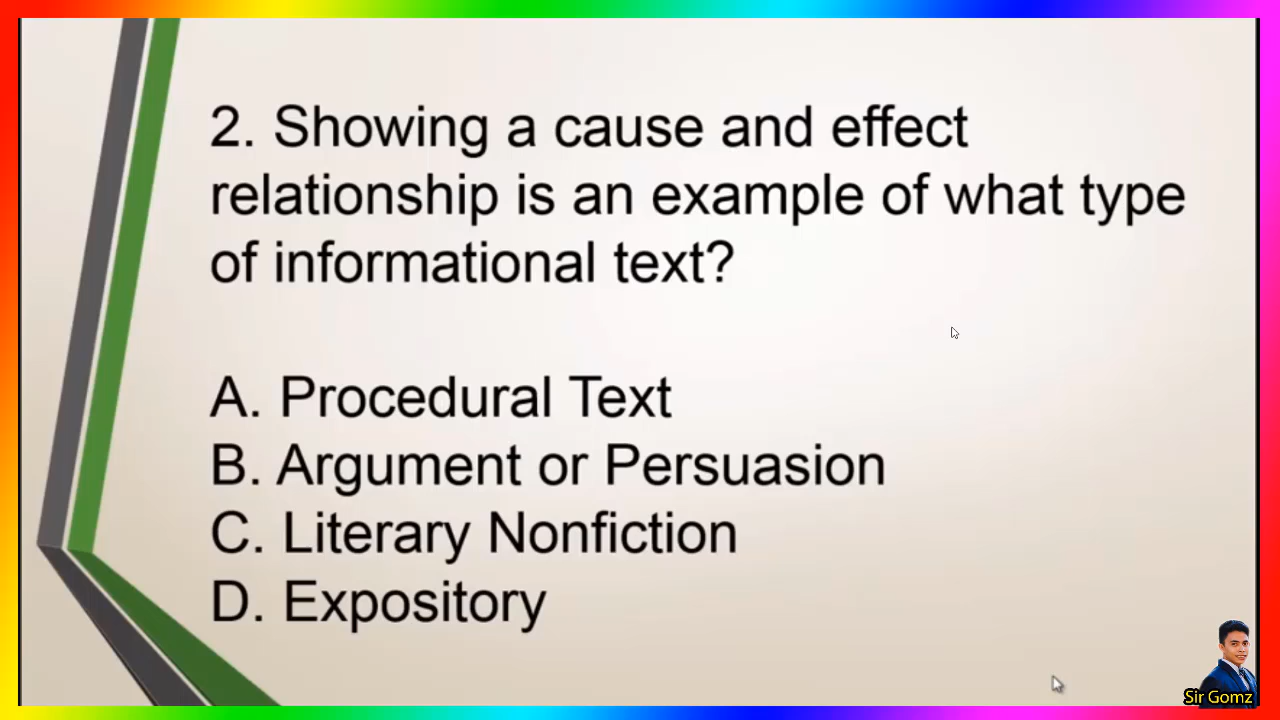 2. Showing a cause and effect
relationship is an example of what type
of informational text?
A. Procedural Text
B. Argument or Persuasion
C. Literary Nonfiction
D. Expository
Sir Gomz